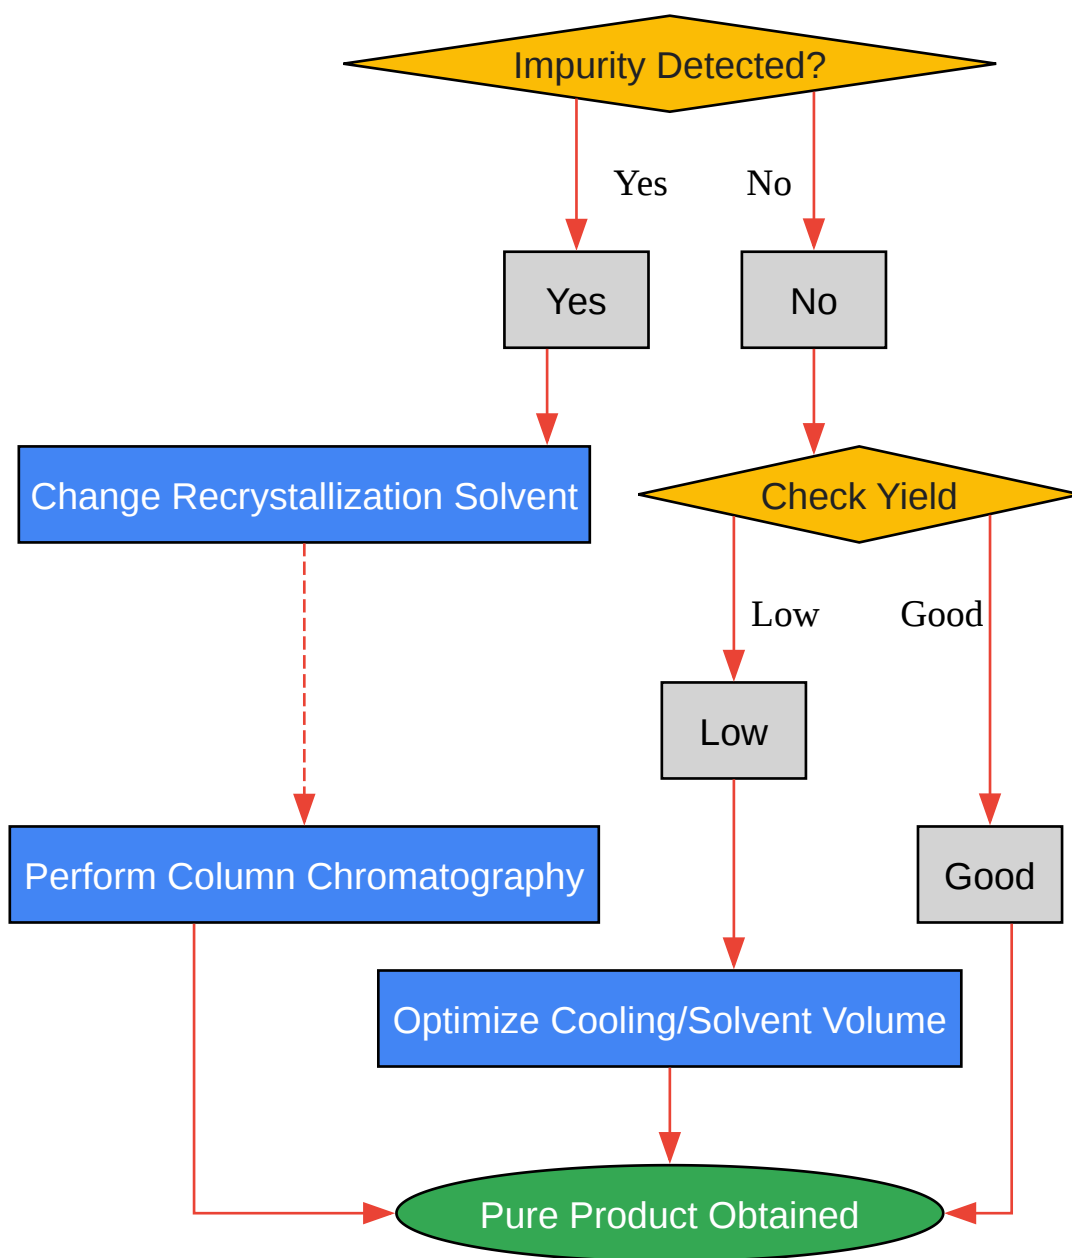 Impurity Detected?
Yes
No
Yes
No
Change Recrystallization Solvent
Check Yield
Low
Good
Low
Perform Column Chromatography
Good
Optimize Cooling/Solvent Volume
Pure Product Obtained